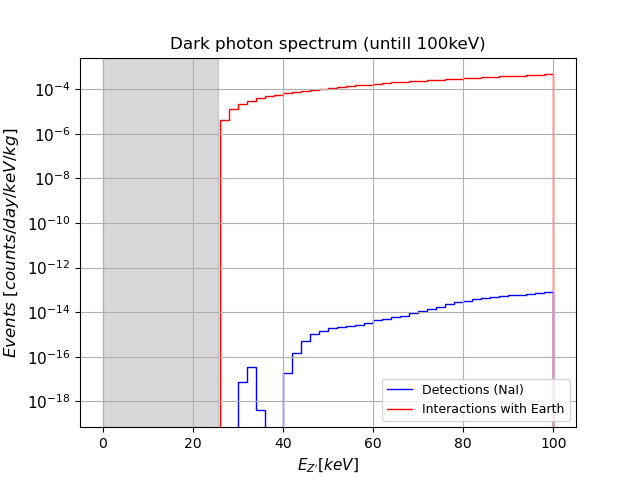 Dark photon spectrum (untill 100keV)
Events [counts/day/keV/kg]
10⁻⁴
10⁻⁶
10⁻⁸
10⁻¹⁰
10⁻¹²
10⁻¹⁴
10⁻¹⁶
10⁻¹⁸
Detections (NaI)
Interactions with Earth
0 20 40 60 80 100
E_Z' [keV]